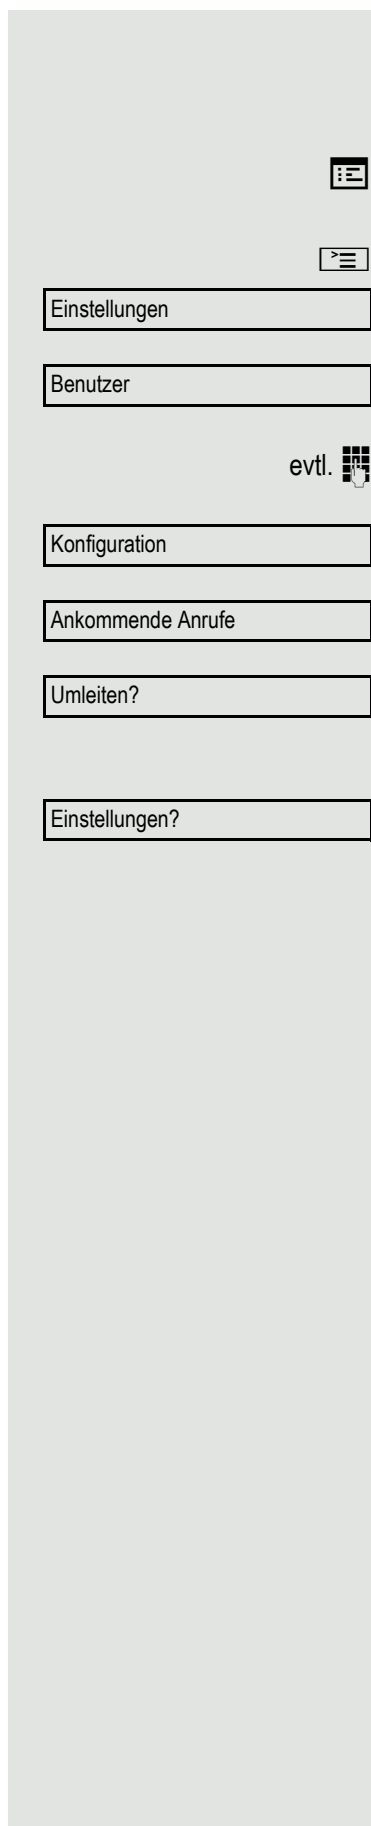 Einstellungen
Benutzer
evtl.
Konfiguration
Ankommende Anrufe
Umleiten?
Einstellungen?